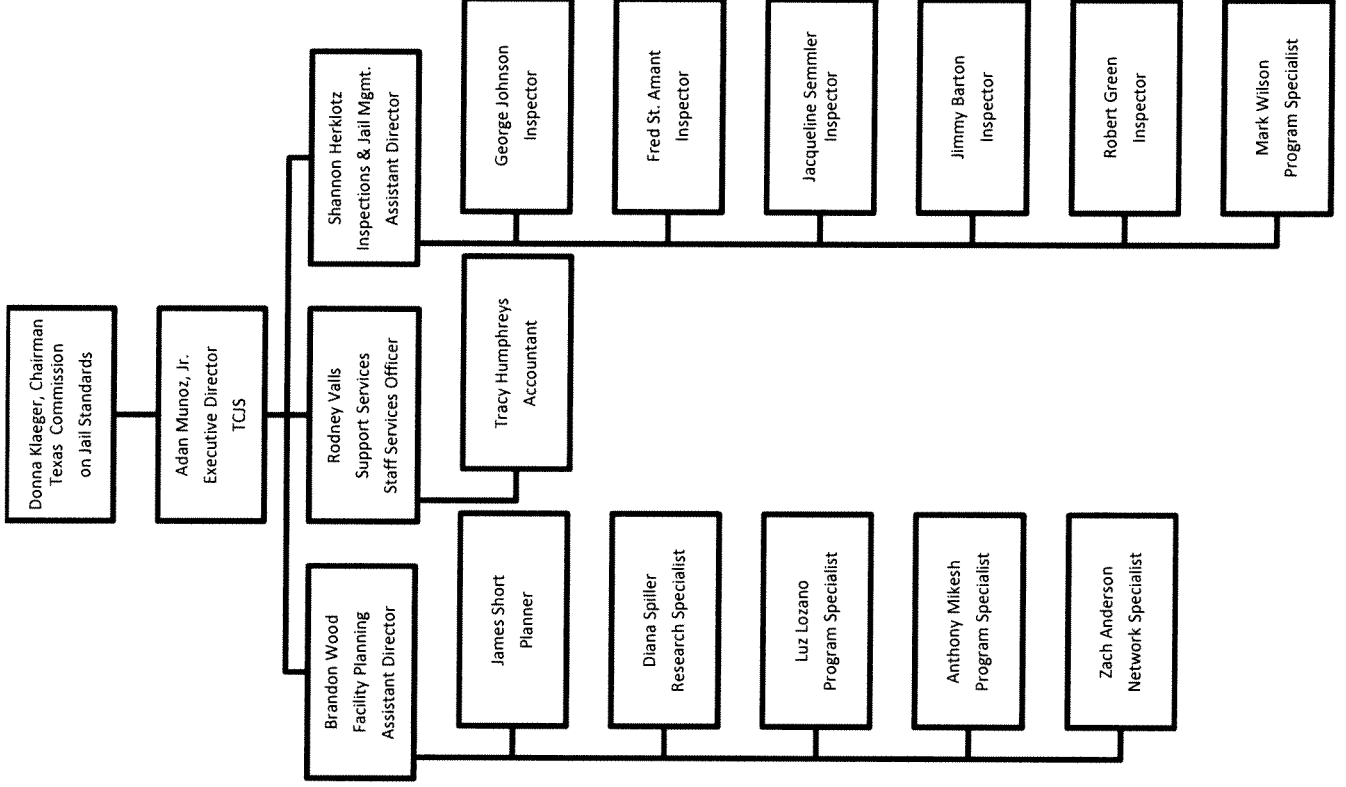 Donna Klaeger, Chairman
Texas Commission
on Jail Standards
Adan Munoz, Jr.
Executive Director
TCJS
Brandon Wood
Facility Planning
Assistant Director
Rodney Valls
Support Services
Staff Services Officer
Shannon Herklotz
Inspections & Jail Mgmt.
Assistant Director
James Short
Planner
Diana Spiller
Research Specialist
Luz Lozano
Program Specialist
Anthony Mikesh
Program Specialist
Zach Anderson
Network Specialist
Tracy Humphreys
Accountant
George Johnson
Inspector
Fred St. Amant
Inspector
Jacqueline Semmler
Inspector
Jimmy Barton
Inspector
Robert Green
Inspector
Mark Wilson
Program Specialist